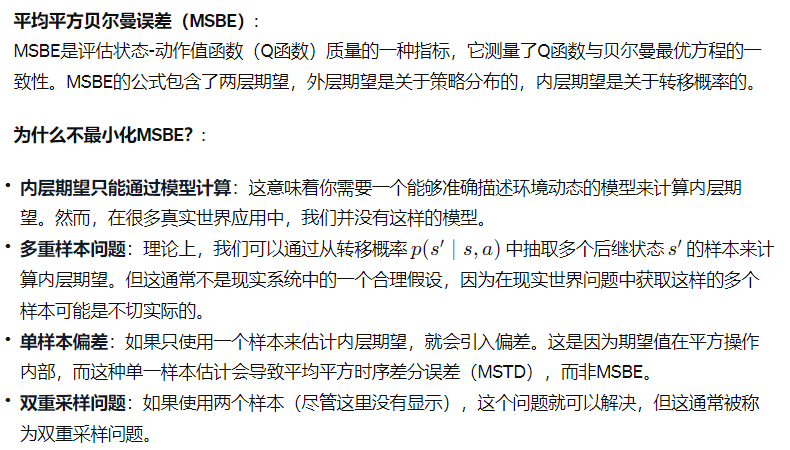 平均平方贝尔曼误差（MSBE）：
MSBE是评估状态-动作值函数（Q函数）质量的一种指标，它测量了Q函数与贝尔曼最优方程的一
致性。MSBE的公式包含了两层期望，外层期望是关于策略分布的，内层期望是关于转移概率的。
为什么不最小化MSBE？：
• 内层期望只能通过模型计算：这意味着你需要一个能够准确描述环境动态的模型来计算内层期
望。然而，在很多真实世界应用中，我们并没有这样的模型。
• 多重样本问题：理论上，我们可以通过从转移概率 p(s′ | s, a) 中抽取多个后继状态 s′ 的样本来计
算内层期望。但这通常不是现实系统中的一个合理假设，因为在现实世界问题中获取这样的多个
样本可能是不切实际的。
• 单样本偏差：如果只使用一个样本来估计内层期望，就会引入偏差。这是因为期望值在平方操作
内部，而这种单一样本估计会导致平均平方时序差分误差（MSTD），而非MSBE。
• 双重采样问题：如果使用两个样本（尽管这里没有显示），这个问题就可以解决，但这通常被称
为双重采样问题。